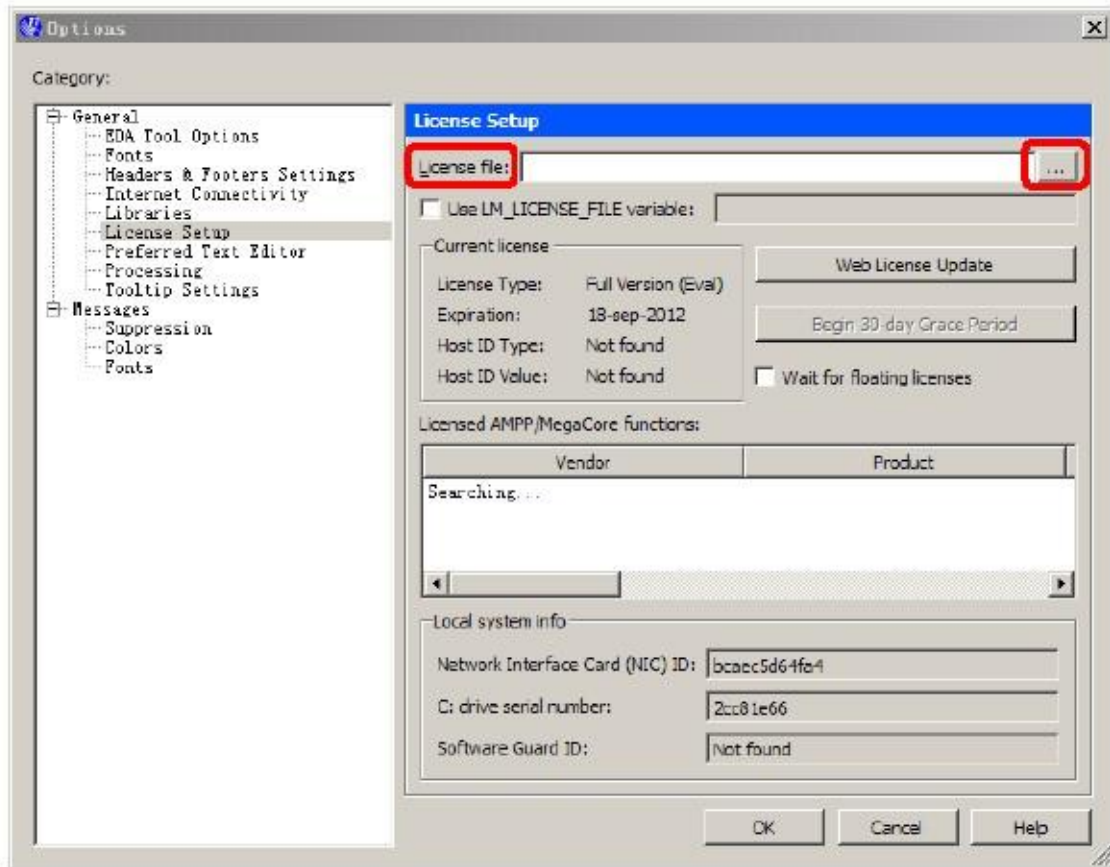 Options
Category:
General
EDA Tool Options
Fonts
Headers & Footers Settings
Internet Connectivity
Libraries
License Setup
Preferred Text Editor
Processing
Tooltip Settings
Messages
Suppression
Colors
Fonts
License Setup
License file: ...
Use LM_LICENSE_FILE variable:
Current license
License Type: Full Version (Eval)
Expiration: 18-sep-2012
Host ID Type: Not found
Host ID Value: Not found
Web License Update
Begin 30-day Grace Period
Wait for floating licenses
Licensed AMPP/MegaCore functions:
Vendor Product
Searching...
Local system info
Network Interface Card (NIC) ID: bcaec5d64fa4
C: drive serial number: 2cc81e66
Software Guard ID: Not found
OK Cancel Help